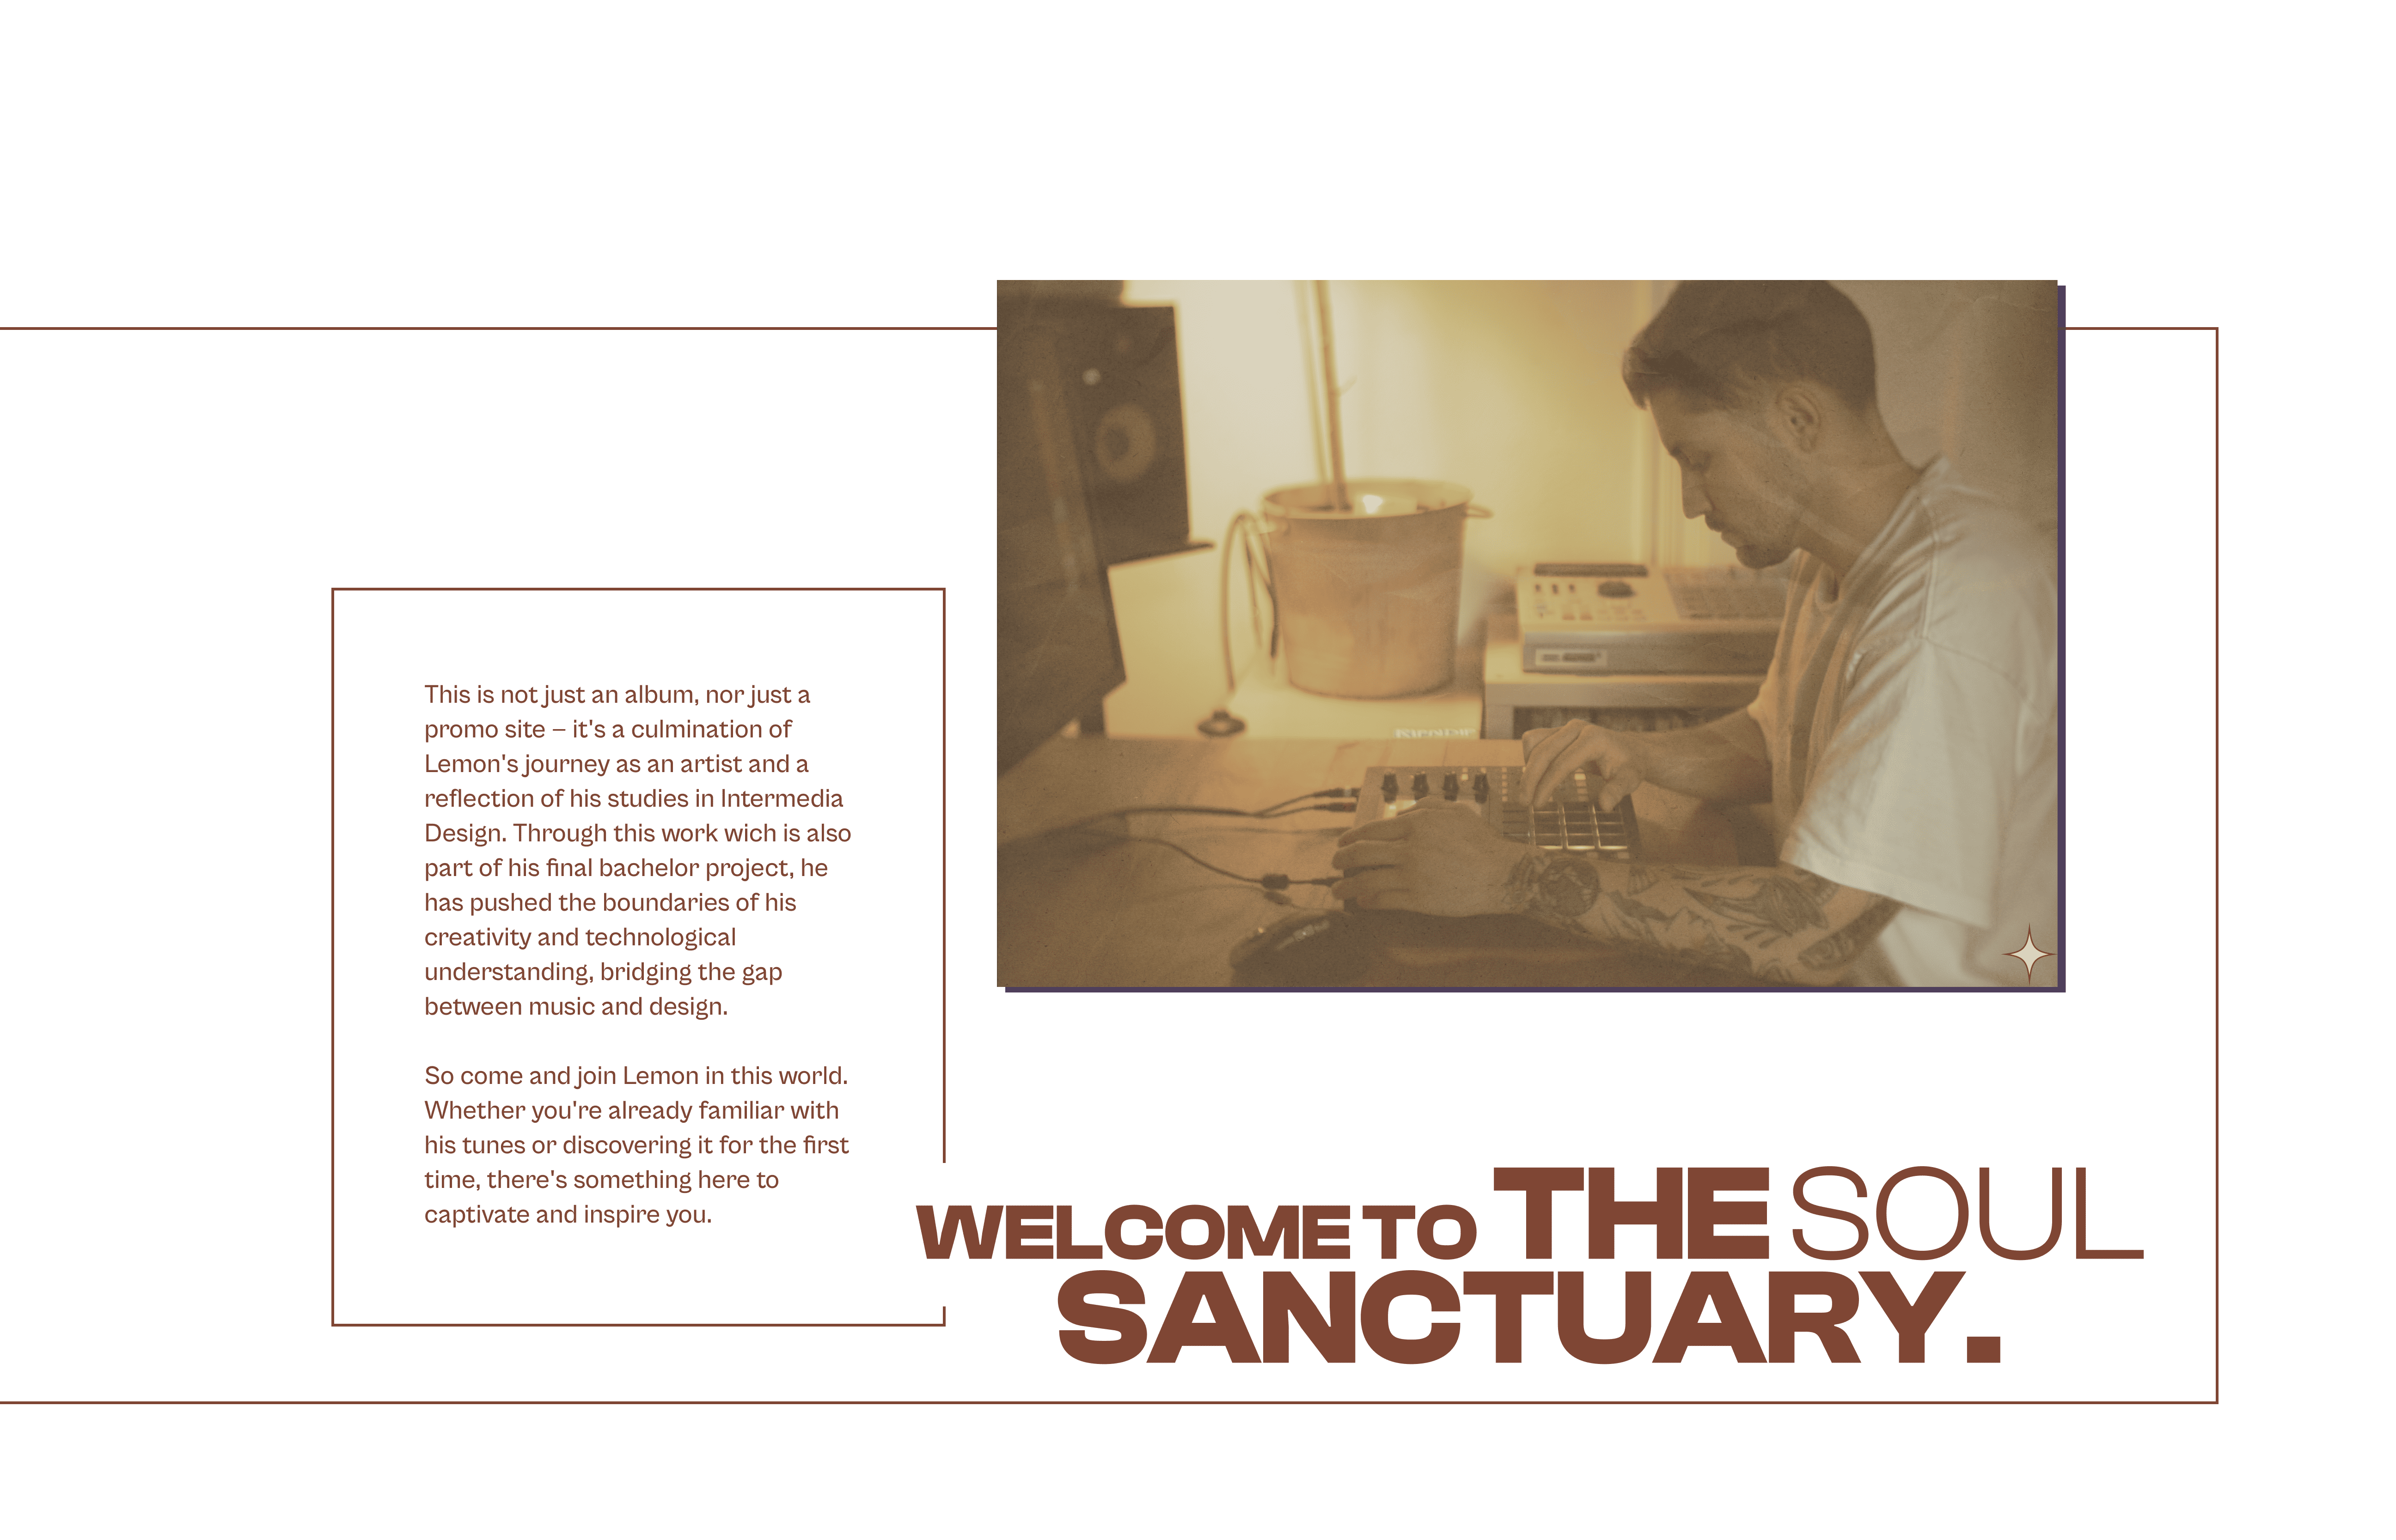 This is not just an album, nor just a
promo site – it's a culmination of
Lemon's journey as an artist and a
reflection of his studies in Intermedia
Design. Through this work wich is also
part of his final bachelor project, he
has pushed the boundaries of his
creativity and technological
understanding, bridging the gap
between music and design.
So come and join Lemon in this world.
Whether you're already familiar with
his tunes or discovering it for the first
time, there's something here to
captivate and inspire you.
WELCOME TO THE SOUL
SANCTUARY.